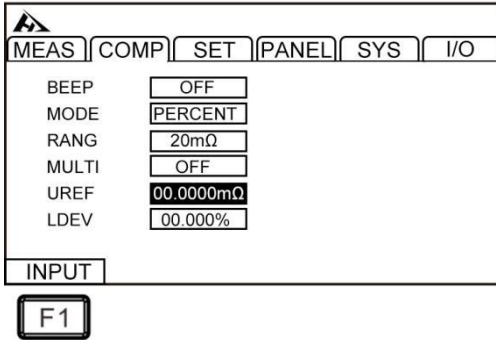 MEAS COMP SET PANEL SYS I/O
BEEP OFF
MODE PERCENT
RANG 20mΩ
MULTI OFF
UREF 00.0000mΩ
LDEV 00.000%
INPUT
F1